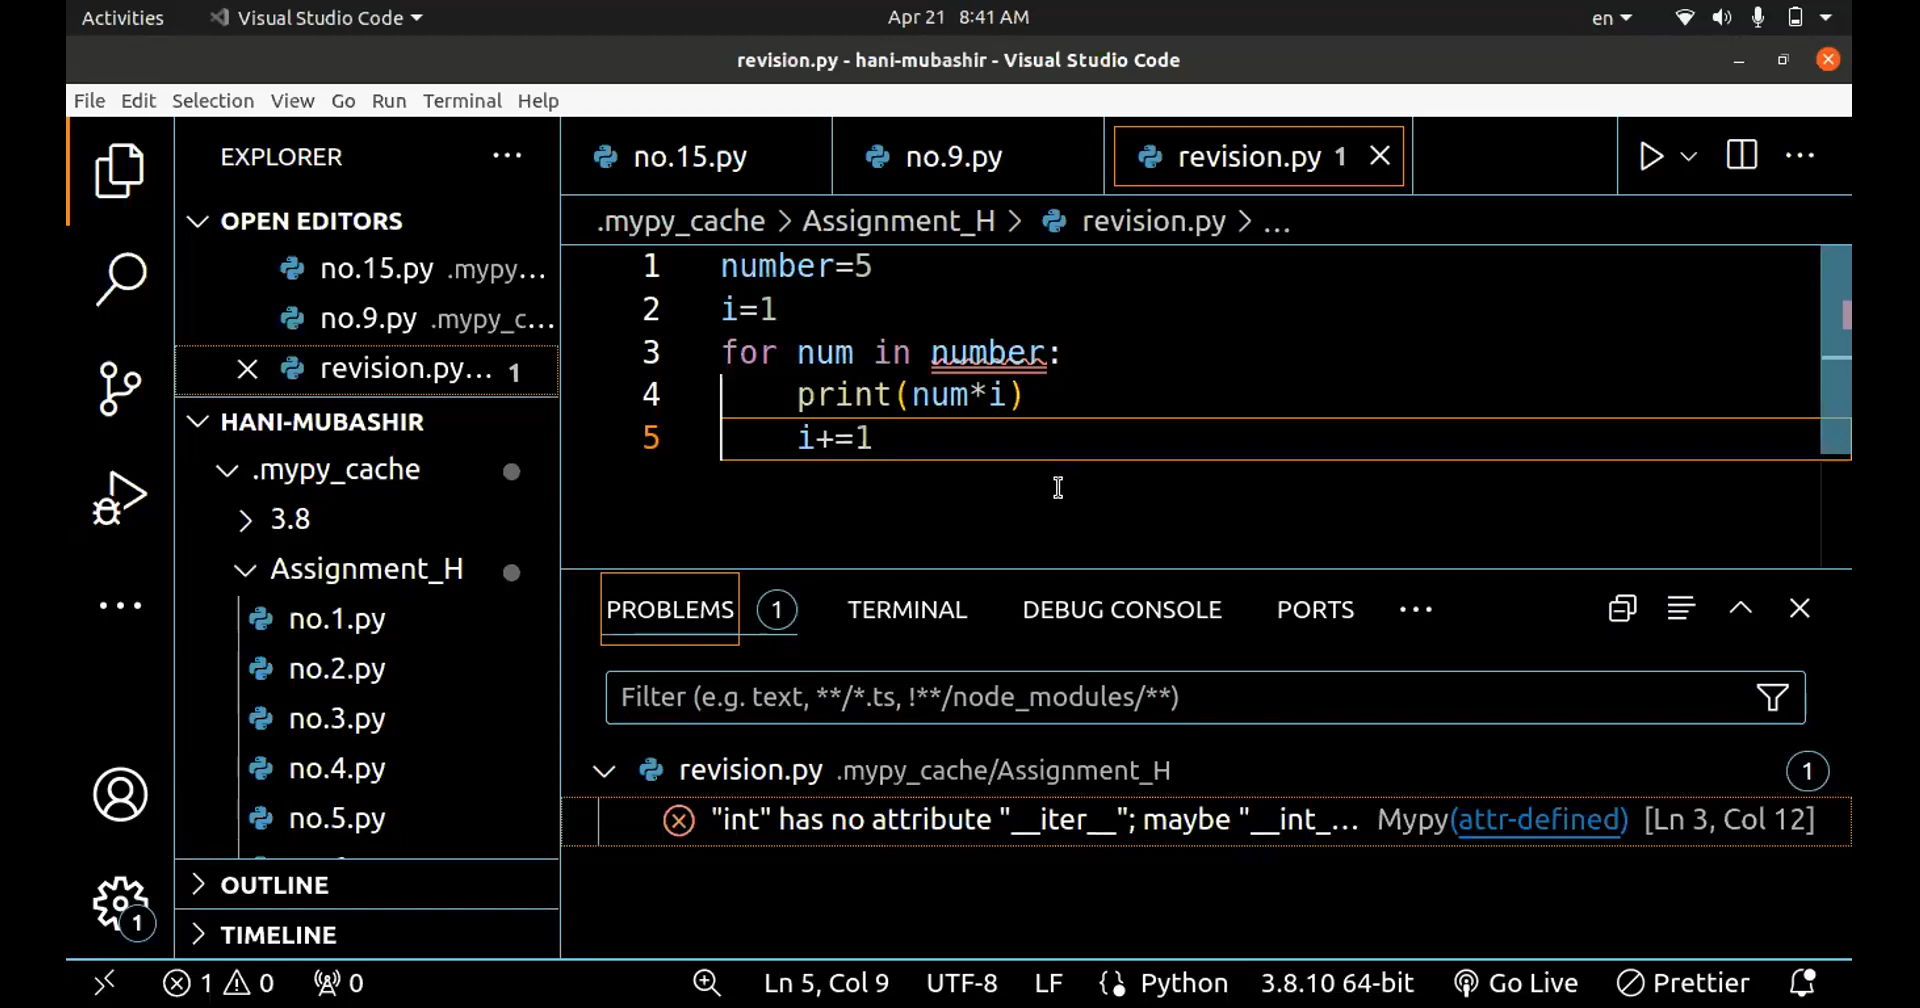 Activities Visual Studio Code Apr 21 8:41 AM en
revision.py - hani-mubashir - Visual Studio Code
File Edit Selection View Go Run Terminal Help
EXPLORER
OPEN EDITORS
no.15.py .mypy...
no.9.py .mypy_c...
revision.py... 1
HANI-MUBASHIR
.mypy_cache
3.8
Assignment_H
no.1.py
no.2.py
no.3.py
no.4.py
no.5.py
OUTLINE
TIMELINE
1
no.15.py no.9.py revision.py 1
.mypy_cache > Assignment_H > revision.py > ...
1 number=5
2 i=1
3 for num in number:
4     print(num*i)
5     i+=1
PROBLEMS 1 TERMINAL DEBUG CONSOLE PORTS
Filter (e.g. text, **/*.ts, !**/node_modules/**)
revision.py .mypy_cache/Assignment_H 1
"int" has no attribute "__iter__"; maybe "__int_... Mypy(attr-defined) [Ln 3, Col 12]
1 0 0 Ln 5, Col 9 UTF-8 LF Python 3.8.10 64-bit Go Live Prettier